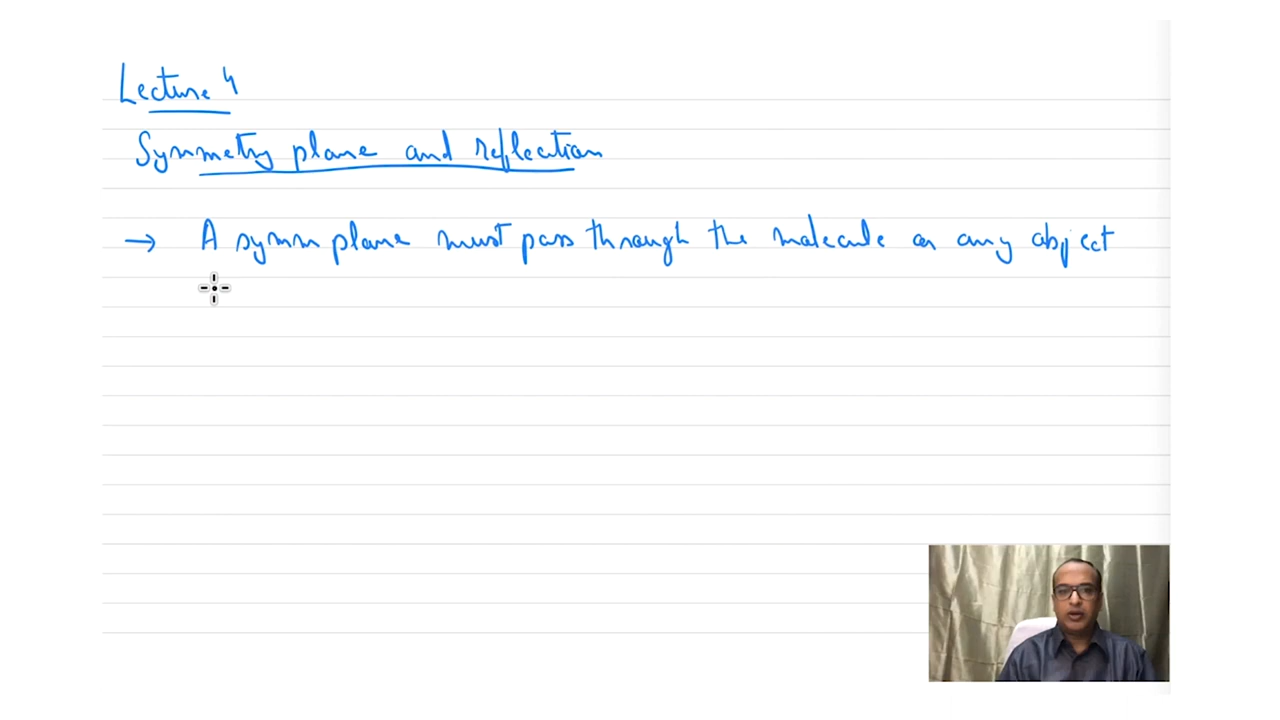 Lecture 4
Symmetry plane and reflection
→ A symm plane must pass through the molecule or any object